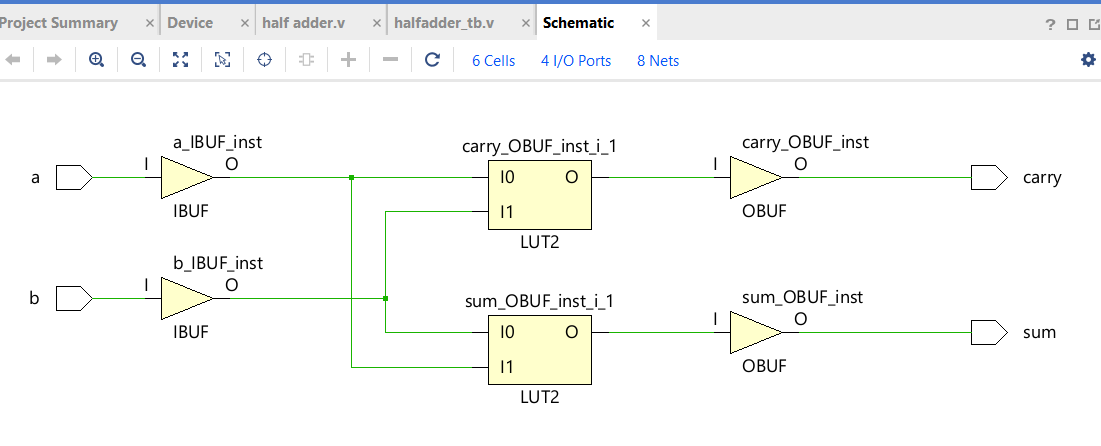 Project Summary × Device × half adder.v × halfadder_tb.v × Schematic ×
?
6 Cells 4 I/O Ports 8 Nets
a_IBUF_inst
a I O
IBUF
b_IBUF_inst
b I O
IBUF
carry_OBUF_inst_i_1
I0 O
I1
LUT2
sum_OBUF_inst_i_1
I0 O
I1
LUT2
carry_OBUF_inst
I O
OBUF
carry
sum_OBUF_inst
I O
OBUF
sum